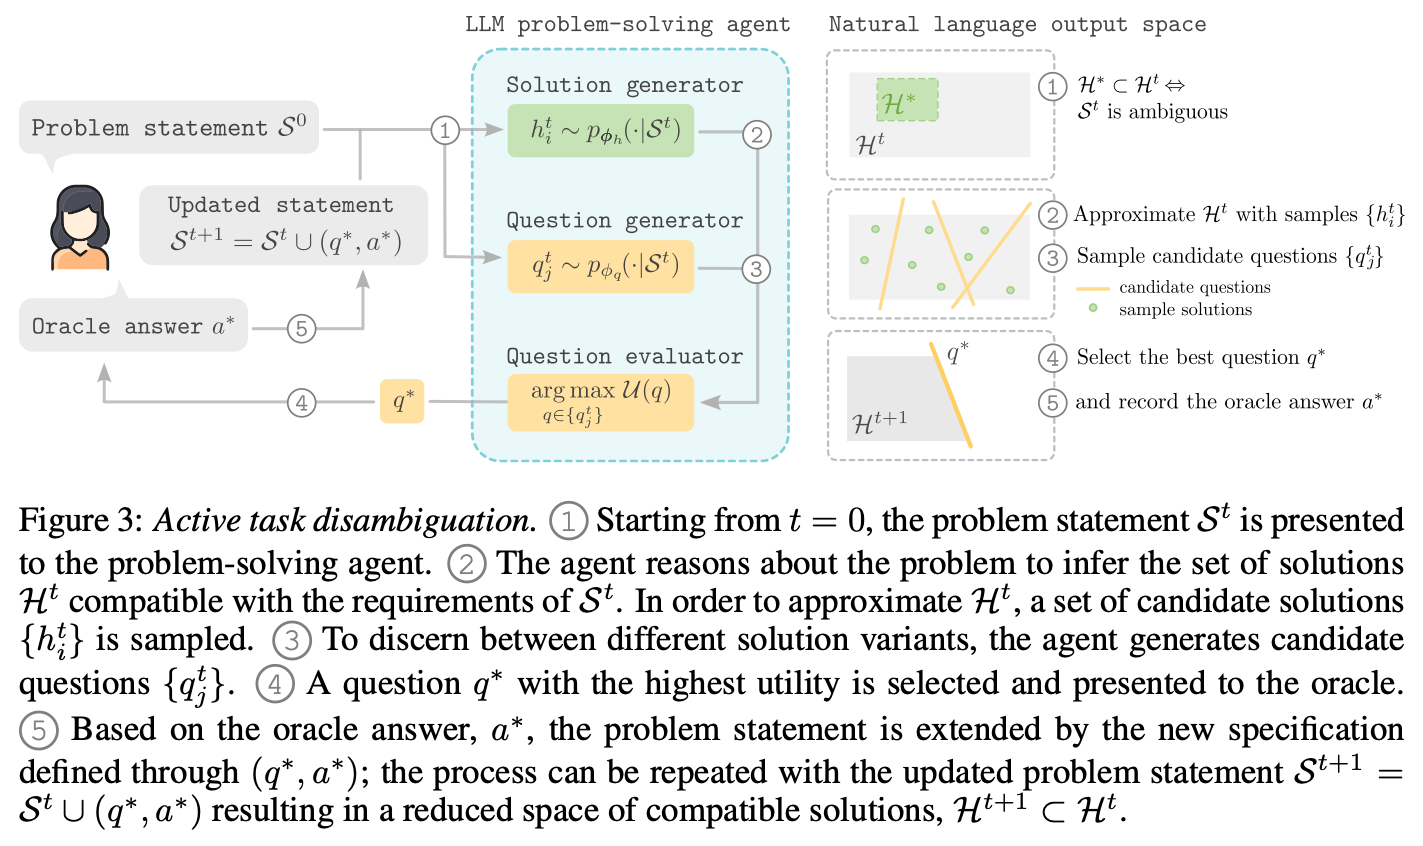 LLM problem-solving agent
Natural language output space
Problem statement 𝒮⁰
Updated statement
𝒮ᵗ⁺¹ = 𝒮ᵗ ∪ (q*, a*)
Oracle answer a*
1
5
4
q*
Solution generator
hᵢᵗ ∼ p_ϕₕ(·|𝒮ᵗ)
2
Question generator
qⱼᵗ ∼ p_ϕ_q(·|𝒮ᵗ)
3
Question evaluator
arg max 𝒰(q)
q∈{qⱼᵗ}
ℋ*
ℋᵗ
1 ℋ* ⊂ ℋᵗ ⇔
𝒮ᵗ is ambiguous
2 Approximate ℋᵗ with samples {hᵢᵗ}
3 Sample candidate questions {qⱼᵗ}
candidate questions
sample solutions
q*
ℋᵗ⁺¹
4 Select the best question q*
5 and record the oracle answer a*
Figure 3: Active task disambiguation. ① Starting from t = 0, the problem statement 𝒮ᵗ is presented
to the problem-solving agent. ② The agent reasons about the problem to infer the set of solutions
ℋᵗ compatible with the requirements of 𝒮ᵗ. In order to approximate ℋᵗ, a set of candidate solutions
{hᵢᵗ} is sampled. ③ To discern between different solution variants, the agent generates candidate
questions {qⱼᵗ}. ④ A question q* with the highest utility is selected and presented to the oracle.
⑤ Based on the oracle answer, a*, the problem statement is extended by the new specification
defined through (q*, a*); the process can be repeated with the updated problem statement 𝒮ᵗ⁺¹ =
𝒮ᵗ ∪ (q*, a*) resulting in a reduced space of compatible solutions, ℋᵗ⁺¹ ⊂ ℋᵗ.